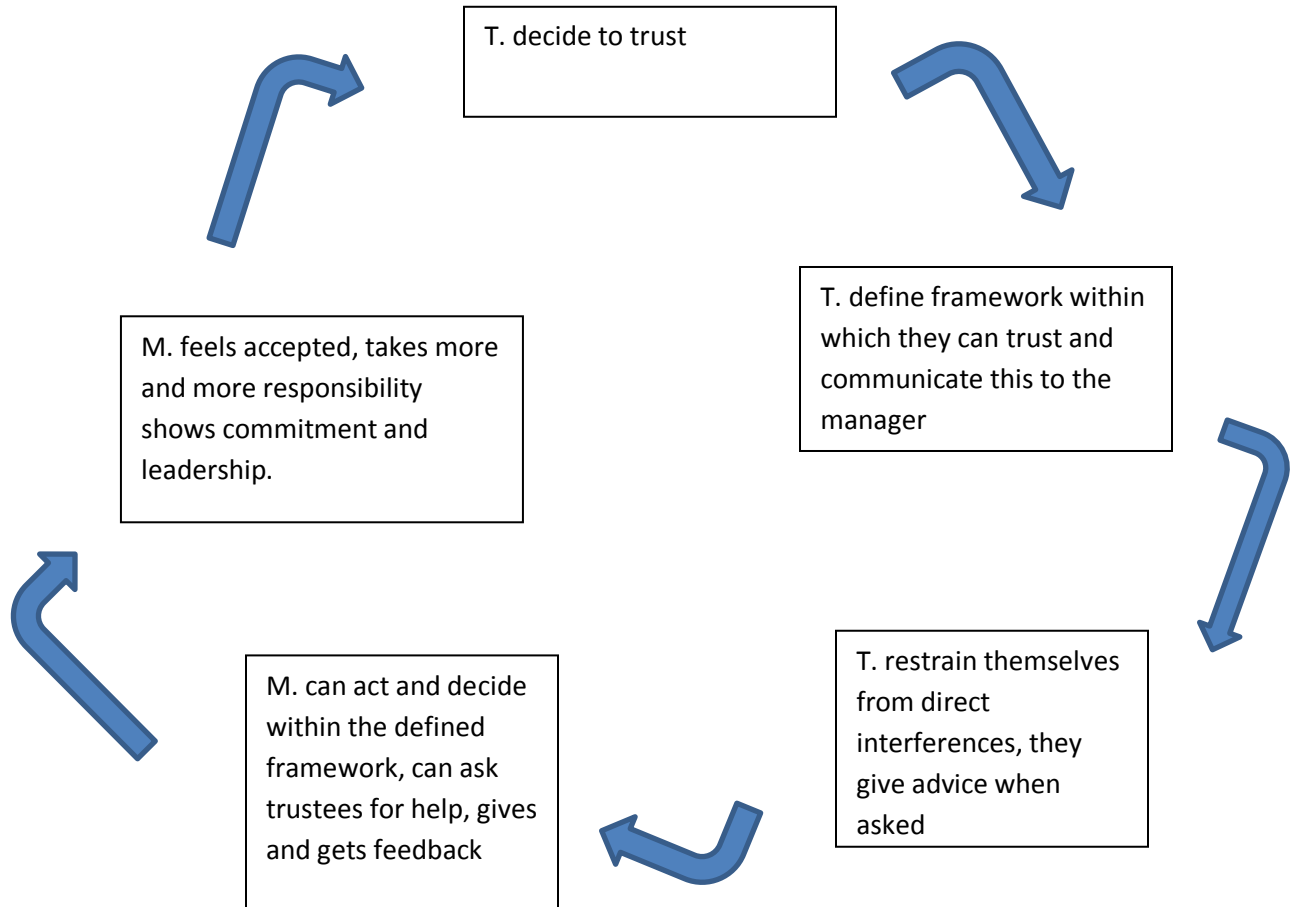 T. decide to trust
T. define framework within
which they can trust and
communicate this to the
manager
T. restrain themselves
from direct
interferences, they
give advice when
asked
M. can act and decide
within the defined
framework, can ask
trustees for help, gives
and gets feedback
M. feels accepted, takes more
and more responsibility
shows commitment and
leadership.